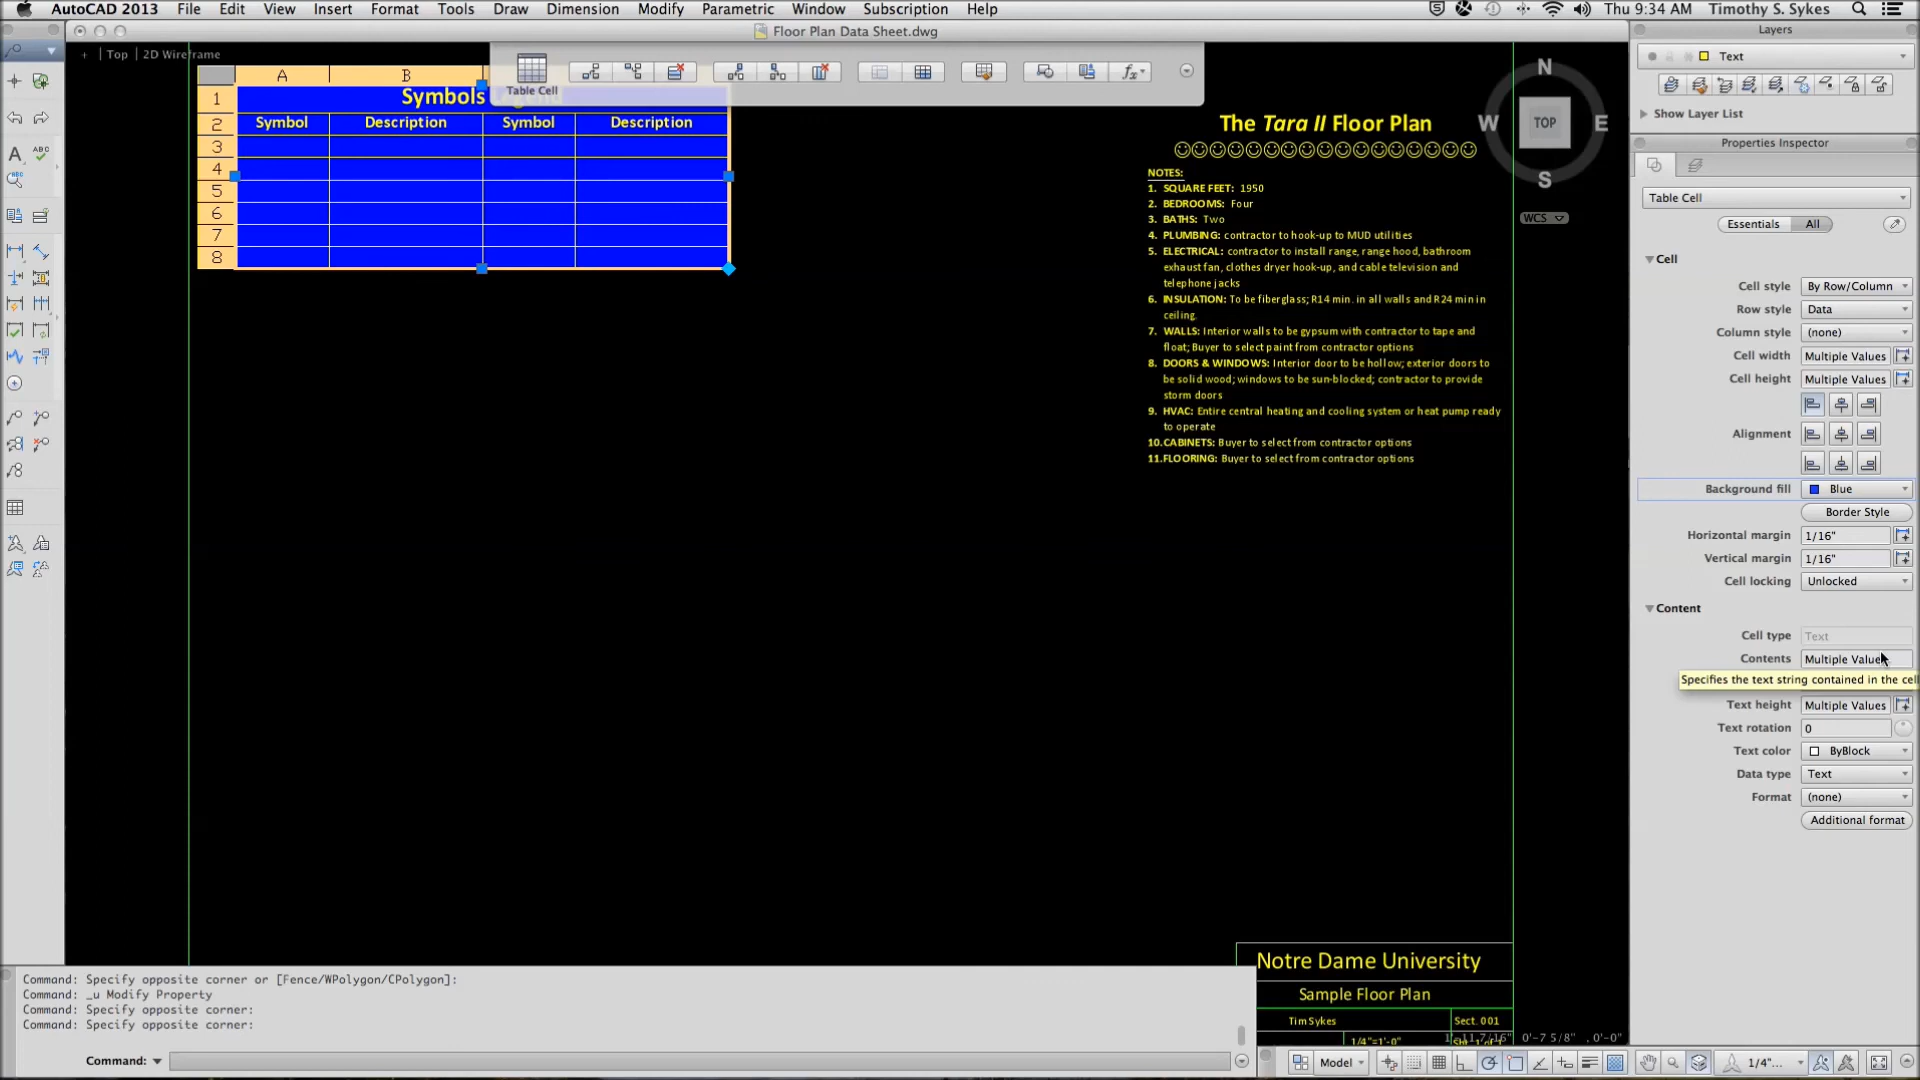 AutoCAD 2013 File Edit View Insert Format Tools Draw Dimension Modify Parametric Window Subscription Help Thu 9:34 AM Timothy S. Sykes
Floor Plan Data Sheet.dwg
+ | Top | 2D Wireframe
Table Cell
A B
1 Symbols
2 Symbol Description Symbol Description
3
4
5
6
7
8
The Tara II Floor Plan
NOTES:
1. SQUARE FEET: 1950
2. BEDROOMS: Four
3. BATHS: Two
4. PLUMBING: contractor to hook-up to MUD utilities
5. ELECTRICAL: contractor to install range, range hood, bathroom
exhaust fan, clothes dryer hook-up, and cable television and
telephone jacks
6. INSULATION: To be fiberglass; R14 min. in all walls and R24 min in
ceiling.
7. WALLS: Interior walls to be gypsum with contractor to tape and
float; Buyer to select paint from contractor options
8. DOORS & WINDOWS: Interior door to be hollow; exterior doors to
be solid wood; windows to be sun-blocked; contractor to provide
storm doors
9. HVAC: Entire central heating and cooling system or heat pump ready
to operate
10. CABINETS: Buyer to select from contractor options
11. FLOORING: Buyer to select from contractor options
N
W TOP E
S
WCS
Notre Dame University
Sample Floor Plan
Tim Sykes Sect. 001
1/4"=1'-0"
Layers
Text
Show Layer List
Properties Inspector
Table Cell
Essentials All
Cell
Cell style By Row/Column
Row style Data
Column style (none)
Cell width Multiple Values
Cell height Multiple Values
Alignment
Background fill Blue
Border Style
Horizontal margin 1/16"
Vertical margin 1/16"
Cell locking Unlocked
Content
Cell type Text
Contents Multiple Values
Specifies the text string contained in the cell
Text height Multiple Values
Text rotation 0
Text color ByBlock
Data type Text
Format (none)
Additional format
Command: Specify opposite corner or [Fence/WPolygon/CPolygon]:
Command: _u Modify Property
Command: Specify opposite corner:
Command: Specify opposite corner:
Command:
Model 1/4"...